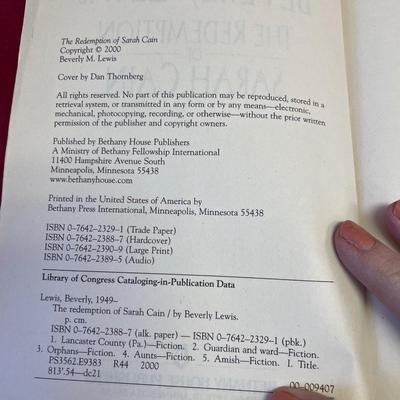 The Redemption of Sarah Cain
Copyright © 2000
Beverly M. Lewis
Cover by Dan Thornberg
All rights reserved. No part of this publication may be reproduced, stored in a
retrieval system, or transmitted in any form or by any means—electronic,
mechanical, photocopying, recording, or otherwise—without the prior written
permission of the publisher and copyright owners.
Published by Bethany House Publishers
A Ministry of Bethany Fellowship International
11400 Hampshire Avenue South
Minneapolis, Minnesota 55438
www.bethanyhouse.com
Printed in the United States of America by
Bethany Press International, Minneapolis, Minnesota 55438
ISBN 0-7642-2329-1 (Trade Paper)
ISBN 0-7642-2388-7 (Hardcover)
ISBN 0-7642-2390-9 (Large Print)
ISBN 0-7642-2389-5 (Audio)
Library of Congress Cataloging-in-Publication Data
Lewis, Beverly, 1949–
The redemption of Sarah Cain / by Beverly Lewis.
p. cm.
ISBN 0-7642-2388-7 (alk. paper) — ISBN 0-7642-2329-1 (pbk.)
1. Lancaster County (Pa.)—Fiction. 2. Guardian and ward—Fiction.
3. Orphans—Fiction. 4. Aunts—Fiction. 5. Amish—Fiction. I. Title.
PS3562.E9383 R44 2000
813'.54—dc21 00-009407